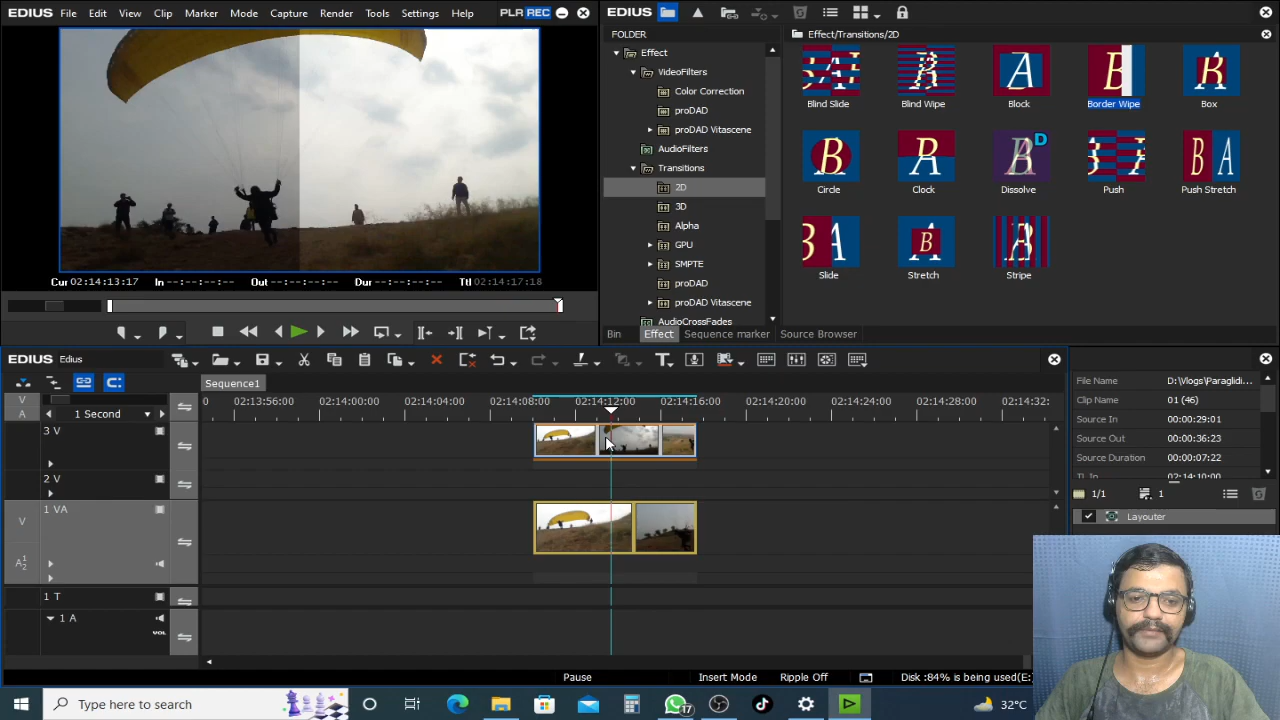 File Edit View Clip Marker Mode Capture Render Tools Settings Help PLR REC
EDIUS
FOLDER
Effect/Transitions/2D
Effect
VideoFilters
Color Correction
proDAD
proDAD Vitascene
AudioFilters
Transitions
2D
3D
Alpha
GPU
SMPTE
proDAD
proDAD Vitascene
AudioCrossFades
Blind Slide Blind Wipe Block Border Wipe Box
Circle Clock Dissolve Push Push Stretch
Slide Stretch Stripe
Cur 02:14:13:17 In --:--:--:-- Out --:--:--:-- Dur --:--:--:-- Ttl 02:14:17:18
Bin Effect Sequence marker Source Browser
EDIUS Edius
Sequence1
V
A
1 Second
0 02:13:56:00 02:14:00:00 02:14:04:00 02:14:08:00 02:14:12:00 02:14:16:00 02:14:20:00 02:14:24:00 02:14:28:00 02:14:32:
3 V
2 V
1 VA
V
A12
1 T
1 A
VOL
File Name D:\Vlogs\Paraglidi...
Clip Name 01 (46)
Source In 00:00:29:01
Source Out 00:00:36:23
Source Duration 00:00:07:22
TL In 02:14:10:00
1/1 1
Layouter
Pause Insert Mode Ripple Off Disk :84% is being used(E:
Type here to search
17
32°C